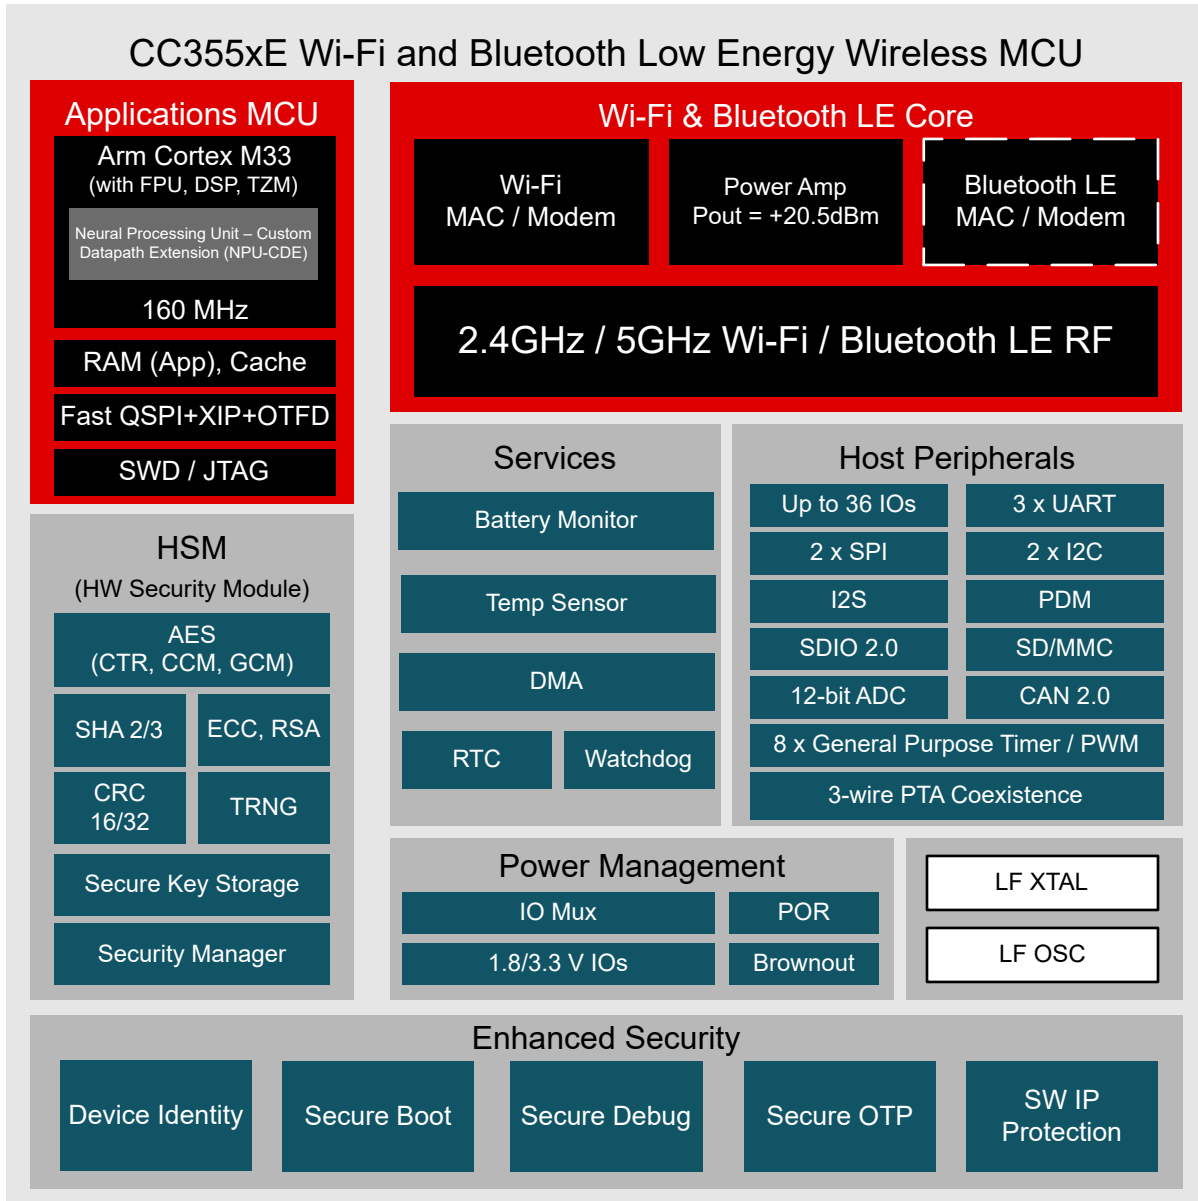 CC355xE Wi-Fi and Bluetooth Low Energy Wireless MCU
Applications MCU
Arm Cortex M33
(with FPU, DSP, TZM)
Neural Processing Unit – Custom
Datapath Extension (NPU-CDE)
160 MHz
RAM (App), Cache
Fast QSPI+XIP+OTFD
SWD / JTAG
Wi-Fi & Bluetooth LE Core
Wi-Fi
MAC / Modem
Power Amp
Pout = +20.5dBm
Bluetooth LE
MAC / Modem
2.4GHz / 5GHz Wi-Fi / Bluetooth LE RF
HSM
(HW Security Module)
AES
(CTR, CCM, GCM)
SHA 2/3
ECC, RSA
CRC
16/32
TRNG
Secure Key Storage
Security Manager
Services
Battery Monitor
Temp Sensor
DMA
RTC
Watchdog
Host Peripherals
Up to 36 IOs
3 x UART
2 x SPI
2 x I2C
I2S
PDM
SDIO 2.0
SD/MMC
12-bit ADC
CAN 2.0
8 x General Purpose Timer / PWM
3-wire PTA Coexistence
Power Management
IO Mux
POR
1.8/3.3 V IOs
Brownout
LF XTAL
LF OSC
Enhanced Security
Device Identity
Secure Boot
Secure Debug
Secure OTP
SW IP
Protection